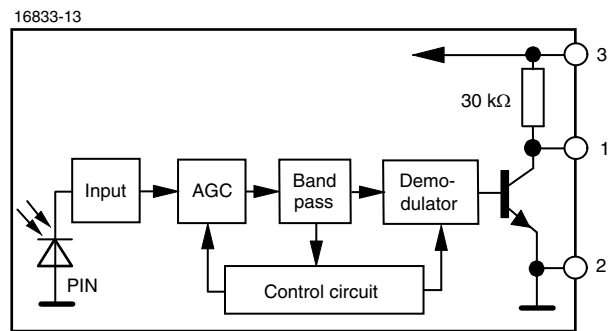 16833-13
3
30 kΩ
1
Input
AGC
Band
pass
Demo-
dulator
2
PIN
Control circuit